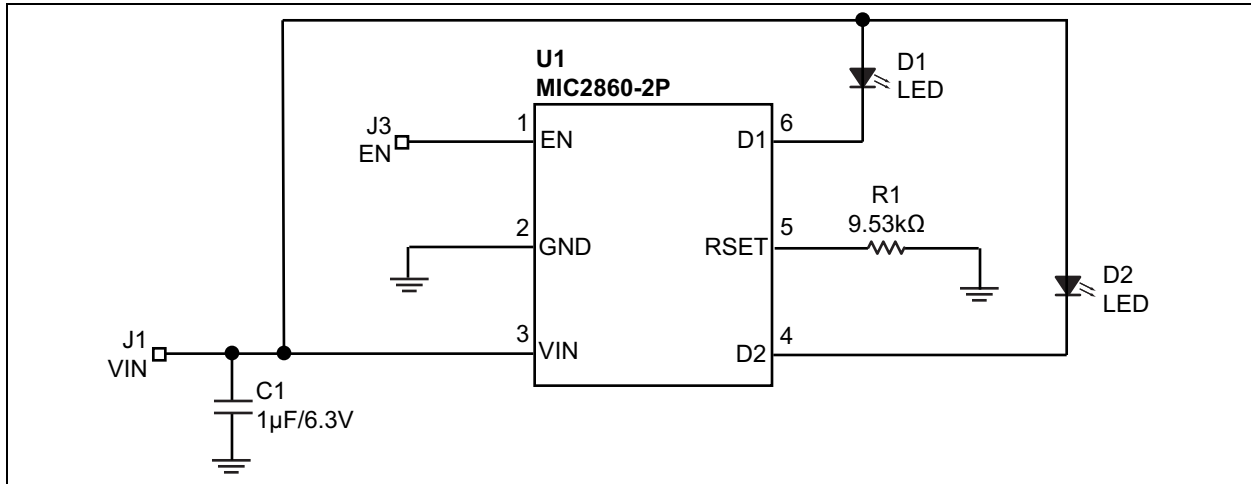 U1
MIC2860-2P
D1
LED
J3
EN
1
EN
D1
6
R1
9.53kΩ
2
GND
RSET
5
D2
LED
J1
VIN
3
VIN
D2
4
C1
1µF/6.3V